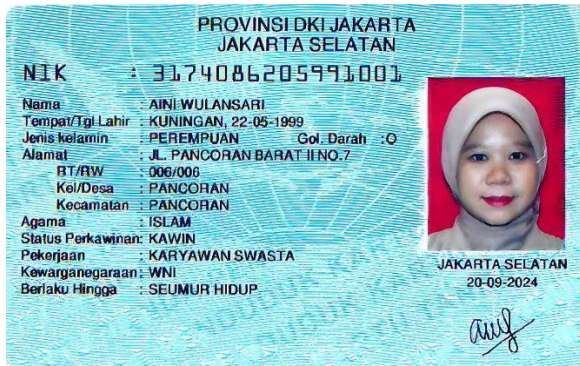 PROVINSI DKI JAKARTA
JAKARTA SELATAN
NIK : 3174086205991001
Nama : AINI WULANSARI
Tempat/Tgl Lahir : KUNINGAN, 22-05-1999
Jenis kelamin : PEREMPUAN Gol. Darah :O
Alamat : JL. PANCORAN BARAT II NO.7
RT/RW : 006/006
Kel/Desa : PANCORAN
Kecamatan : PANCORAN
Agama : ISLAM
Status Perkawinan: KAWIN
Pekerjaan : KARYAWAN SWASTA
Kewarganegaraan: WNI
Berlaku Hingga : SEUMUR HIDUP
JAKARTA SELATAN
20-09-2024